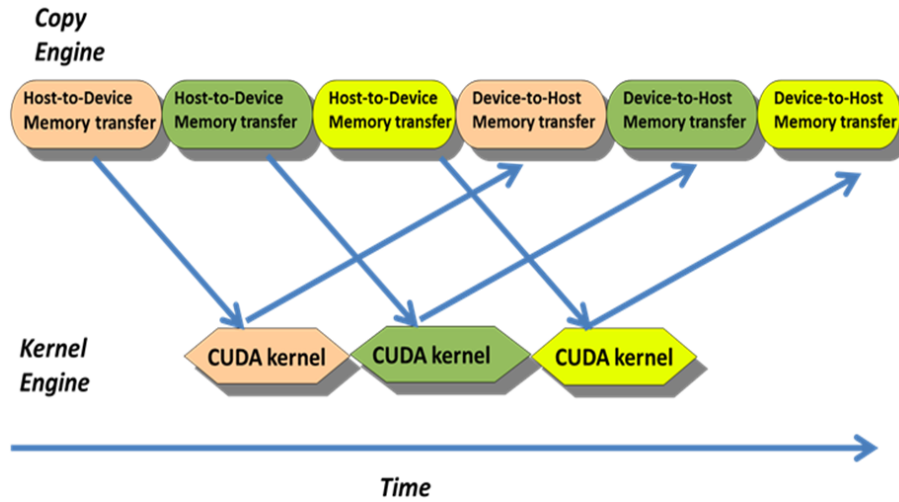 Copy
Engine
Host-to-Device
Memory transfer
Host-to-Device
Memory transfer
Host-to-Device
Memory transfer
Device-to-Host
Memory transfer
Device-to-Host
Memory transfer
Device-to-Host
Memory transfer
Kernel
Engine
CUDA kernel
CUDA kernel
CUDA kernel
Time